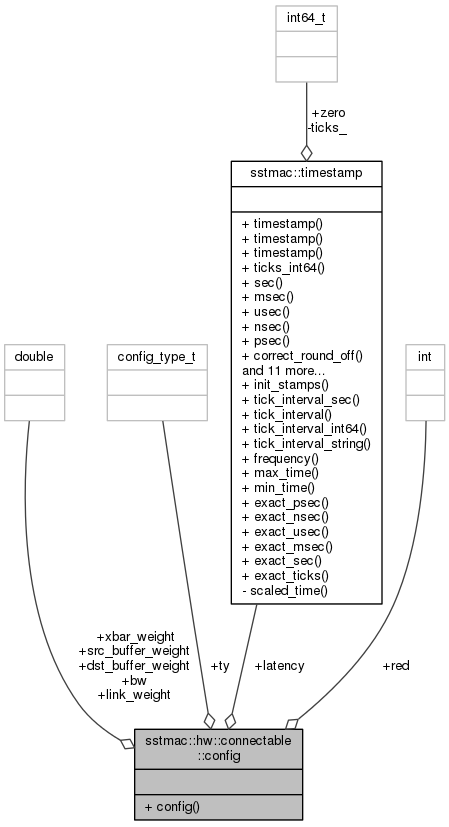 int64_t
+zero
-ticks_
sstmac::timestamp
+ timestamp()
+ timestamp()
+ timestamp()
+ ticks_int64()
+ sec()
+ msec()
+ usec()
+ nsec()
+ psec()
+ correct_round_off()
and 11 more...
+ init_stamps()
+ tick_interval_sec()
+ tick_interval()
+ tick_interval_int64()
+ tick_interval_string()
+ frequency()
+ max_time()
+ min_time()
+ exact_psec()
+ exact_nsec()
+ exact_usec()
+ exact_msec()
+ exact_sec()
+ exact_ticks()
- scaled_time()
double
config_type_t
int
+xbar_weight
+src_buffer_weight
+dst_buffer_weight
+bw
+link_weight
+ty
+latency
+red
sstmac::hw::connectable
::config
+ config()